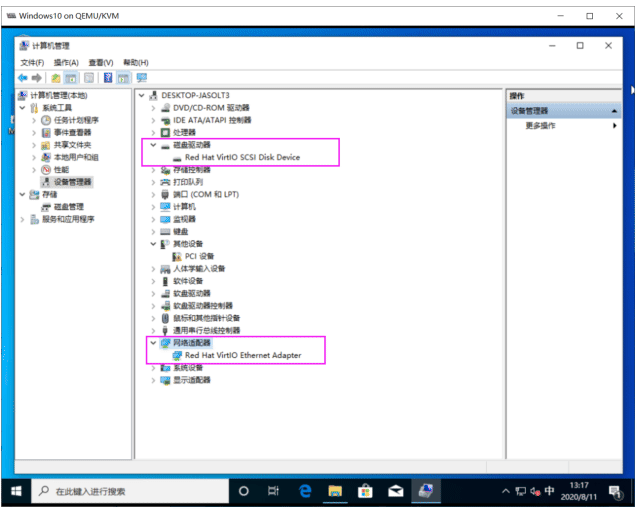 Windows10 on QEMU/KVM
计算机管理
文件(F) 操作(A) 查看(V) 帮助(H)
计算机管理(本地)
系统工具
任务计划程序
事件查看器
共享文件夹
本地用户和组
性能
设备管理器
存储
磁盘管理
服务和应用程序
DESKTOP-JASOLT3
DVD/CD-ROM 驱动器
IDE ATA/ATAPI 控制器
处理器
磁盘驱动器
Red Hat VirtIO SCSI Disk Device
存储控制器
打印队列
端口 (COM 和 LPT)
计算机
监视器
键盘
其他设备
PCI 设备
人体学输入设备
软件设备
软盘驱动器
软盘驱动器控制器
鼠标和其他指针设备
通用串行总线控制器
网络适配器
Red Hat VirtIO Ethernet Adapter
系统设备
显示适配器
操作
设备管理器
更多操作
在此键入进行搜索
中
13:17
2020/8/11